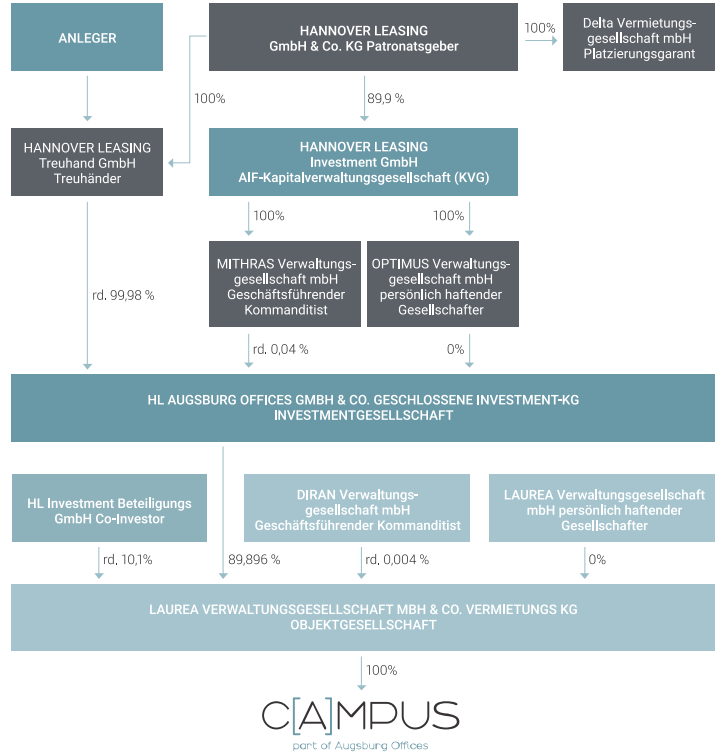 ANLEGER
HANNOVER LEASING
GmbH & Co. KG Patronatsgeber
100%
Delta Vermietungs-
gesellschaft mbH
Platzierungsgarant
100%
89,9 %
HANNOVER LEASING
Treuhand GmbH
Treuhänder
HANNOVER LEASING
Investment GmbH
AIF-Kapitalverwaltungsgesellschaft (KVG)
100%
100%
MITHRAS Verwaltungs-
gesellschaft mbH
Geschäftsführender
Kommanditist
OPTIMUS Verwaltungs-
gesellschaft mbH
persönlich haftender
Gesellschafter
rd. 99,98 %
rd. 0,04 %
0%
HL AUGSBURG OFFICES GMBH & CO. GESCHLOSSENE INVESTMENT-KG
INVESTMENTGESELLSCHAFT
HL Investment Beteiligungs
GmbH Co-Investor
DIRAN Verwaltungs-
gesellschaft mbH
Geschäftsführender Kommanditist
LAUREA Verwaltungsgesellschaft
mbH persönlich haftender
Gesellschafter
rd. 10,1%
89,896 %
rd. 0,004 %
0%
LAUREA VERWALTUNGSGESELLSCHAFT MBH & CO. VERMIETUNGS KG
OBJEKTGESELLSCHAFT
100%
C[A]MPUS
part of Augsburg Offices